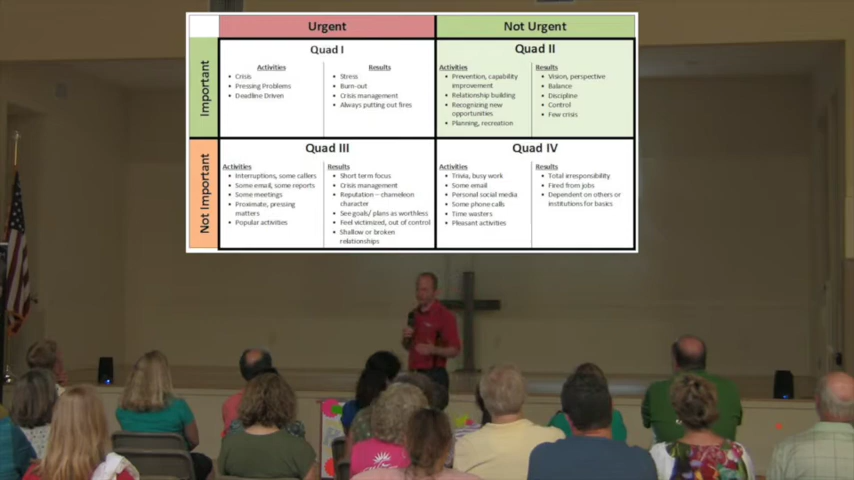 Urgent
Not Urgent
Important
Quad I
Activities
• Crisis
• Pressing Problems
• Deadline Driven
Results
• Stress
• Burn-out
• Crisis management
• Always putting out fires
Quad II
Activities
• Prevention, capability
improvement
• Relationship building
• Recognizing new
opportunities
• Planning, recreation
Results
• Vision, perspective
• Balance
• Discipline
• Control
• Few crisis
Not Important
Quad III
Activities
• Interruptions, some callers
• Some email, some reports
• Some meetings
• Proximate, pressing
matters
• Popular activities
Results
• Short term focus
• Crisis management
• Reputation – chameleon
character
• See goals/ plans as worthless
• Feel victimized, out of control
• Shallow or broken
relationships
Quad IV
Activities
• Trivia, busy work
• Some email
• Personal social media
• Some phone calls
• Time wasters
• Pleasant activities
Results
• Total irresponsibility
• Fired from jobs
• Dependent on others or
institutions for basics